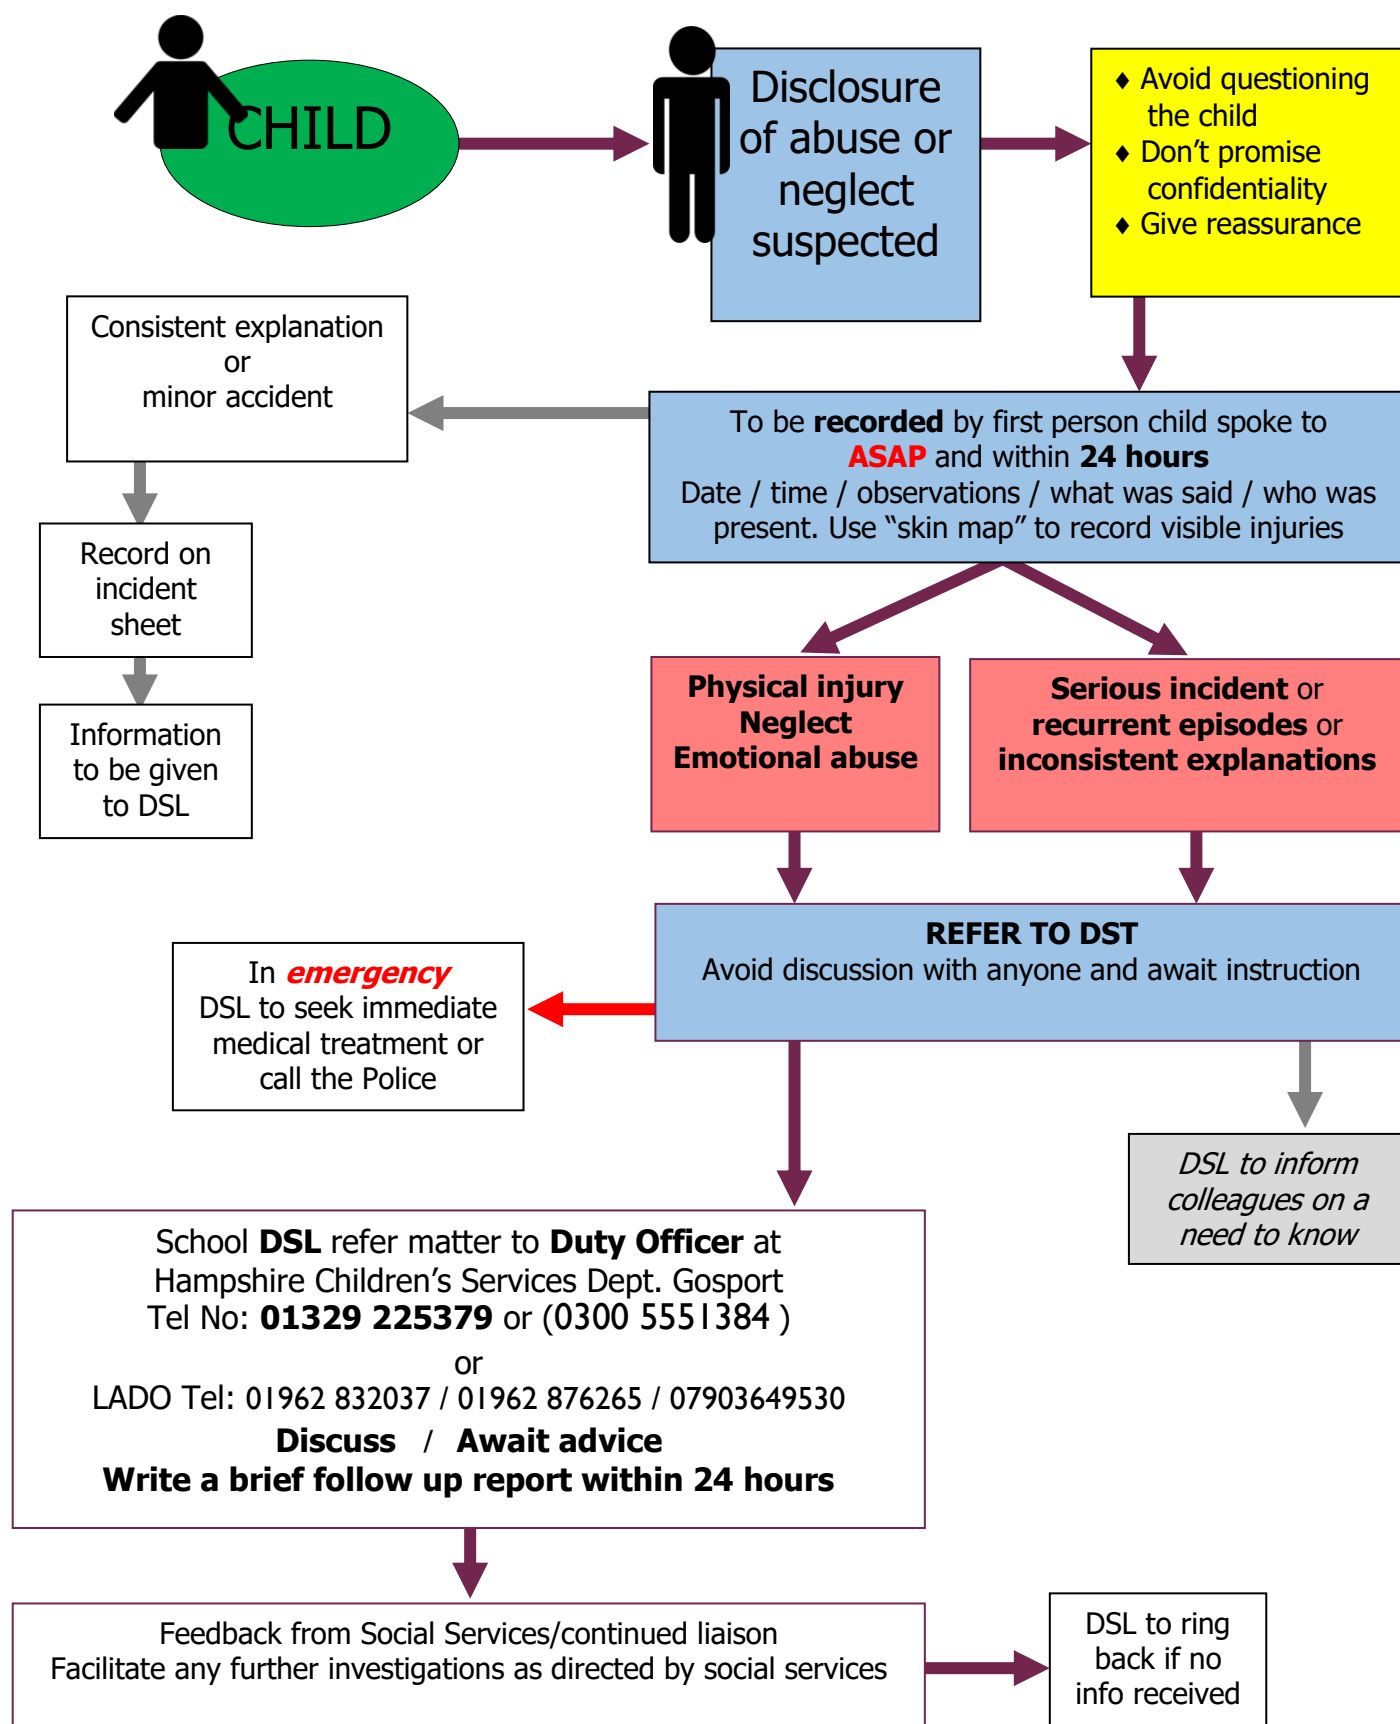 CHILD
Disclosure
of abuse or
neglect
suspected
♦ Avoid questioning
the child
♦ Don’t promise
confidentiality
♦ Give reassurance
Consistent explanation
or
minor accident
To be recorded by first person child spoke to
ASAP and within 24 hours
Date / time / observations / what was said / who was
present. Use “skin map” to record visible injuries
Record on
incident
sheet
Information
to be given
to DSL
Physical injury
Neglect
Emotional abuse
Serious incident or
recurrent episodes or
inconsistent explanations
REFER TO DST
Avoid discussion with anyone and await instruction
In emergency
DSL to seek immediate
medical treatment or
call the Police
DSL to inform
colleagues on a
need to know
School DSL refer matter to Duty Officer at
Hampshire Children’s Services Dept. Gosport
Tel No: 01329 225379 or (0300 5551384 )
or
LADO Tel: 01962 832037 / 01962 876265 / 07903649530
Discuss / Await advice
Write a brief follow up report within 24 hours
Feedback from Social Services/continued liaison
Facilitate any further investigations as directed by social services
DSL to ring
back if no
info received